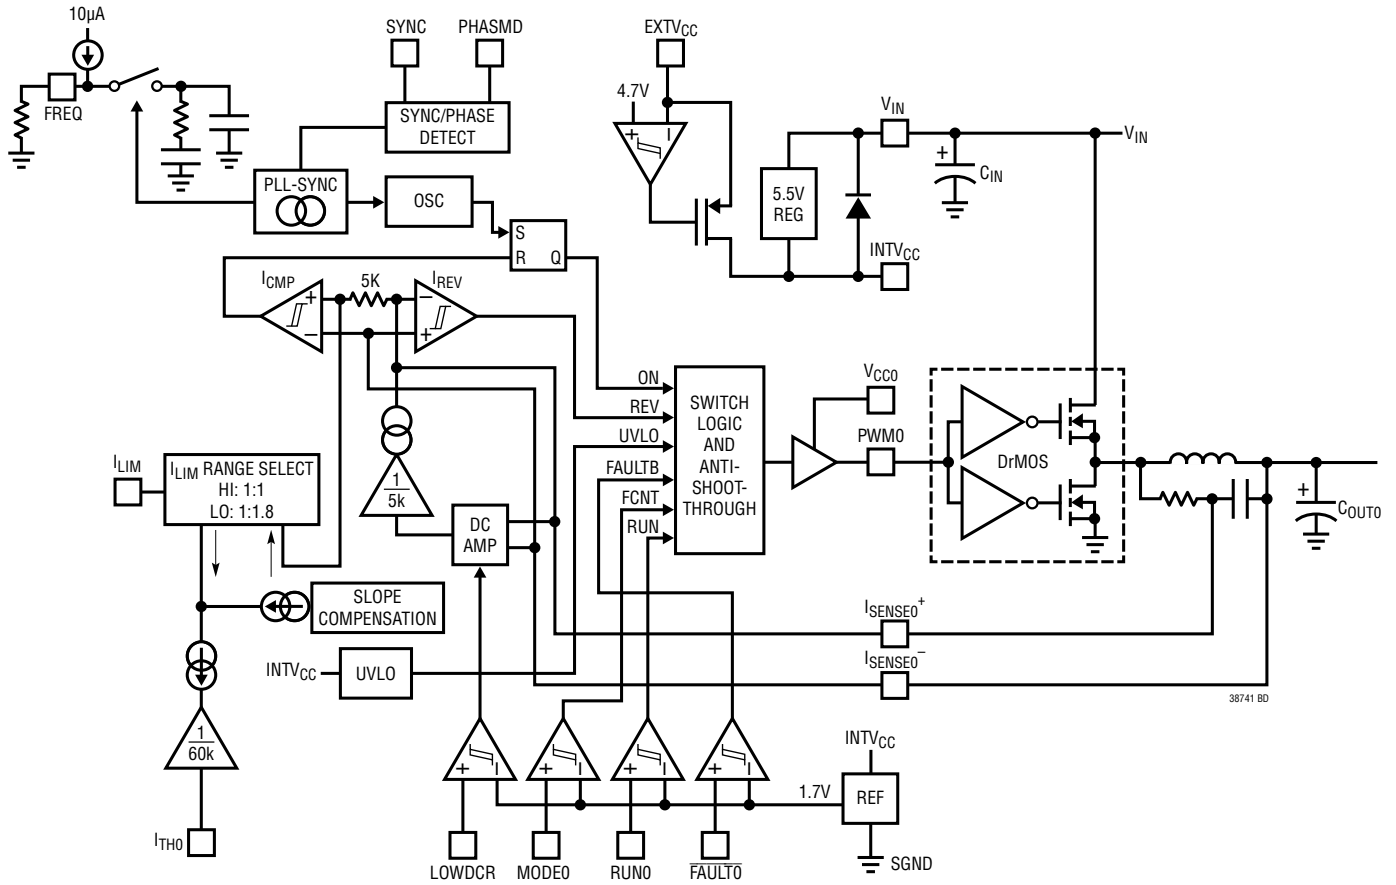 10µA
FREQ
SYNC
PHASMD
SYNC/PHASE
DETECT
PLL-SYNC
OSC
S
R
Q
EXTVCC
4.7V
+
–
VIN
VIN
+
CIN
5.5V
REG
INTVCC
ICMP
5K
IREV
+
–
–
+
ON
REV
UVLO
FAULTB
FCNT
RUN
SWITCH
LOGIC
AND
ANTI-
SHOOT-
THROUGH
VCC0
PWM0
DrMOS
+
COUT0
ILIM
ILIM RANGE SELECT
HI: 1:1
LO: 1:1.8
1
5k
DC
AMP
SLOPE
COMPENSATION
ISENSE0+
ISENSE0–
38741 BD
INTVCC
UVLO
1
60k
ITH0
+
–
+
–
+
–
+
–
1.7V
INTVCC
REF
SGND
LOWDCR
MODE0
RUN0
FAULT0